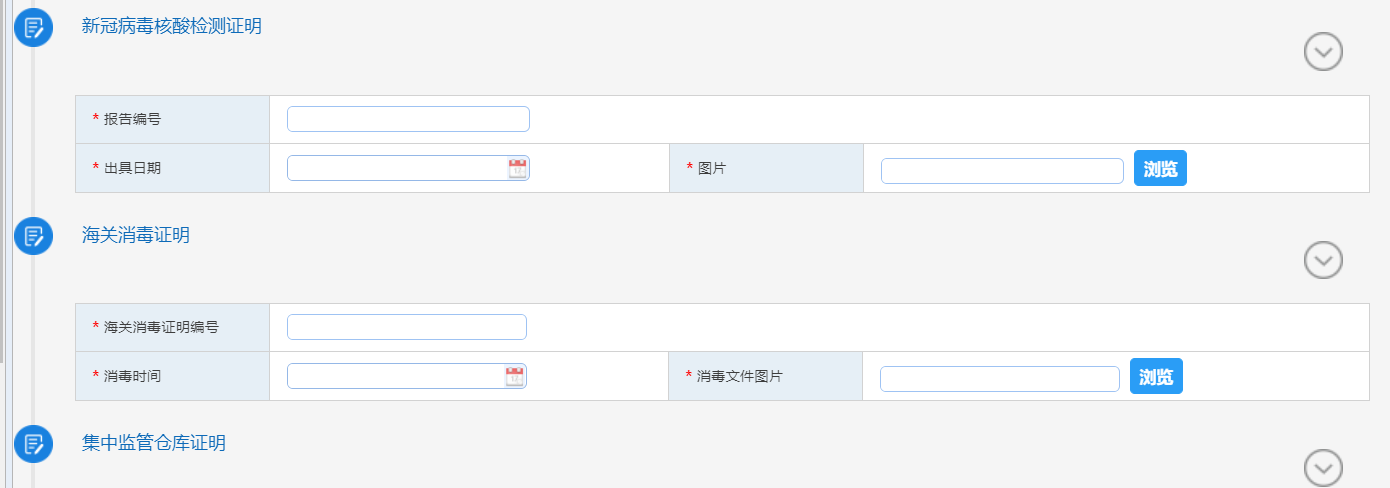 新冠病毒核酸检测证明
* 报告编号
* 出具日期
* 图片
浏览
海关消毒证明
* 海关消毒证明编号
* 消毒时间
* 消毒文件图片
浏览
集中监管仓库证明